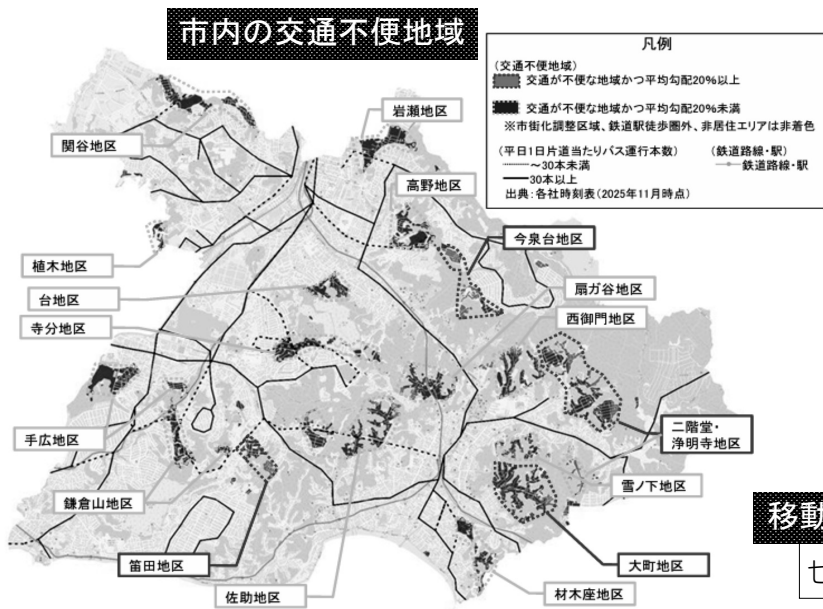 市内の交通不便地域
凡例
(交通不便地域)
交通が不便な地域かつ平均勾配20%以上
交通が不便な地域かつ平均勾配20%未満
※市街化調整区域、鉄道駅徒歩圏外、非居住エリアは非着色
(平日1日片道当たりバス運行本数)
～30本未満
30本以上
(鉄道路線・駅)
鉄道路線・駅
出典:各社時刻表(2025年11月時点)
関谷地区
岩瀬地区
高野地区
今泉台地区
植木地区
台地区
扇ガ谷地区
寺分地区
西御門地区
手広地区
二階堂・
浄明寺地区
鎌倉山地区
雪ノ下地区
笛田地区
大町地区
佐助地区
材木座地区
移動